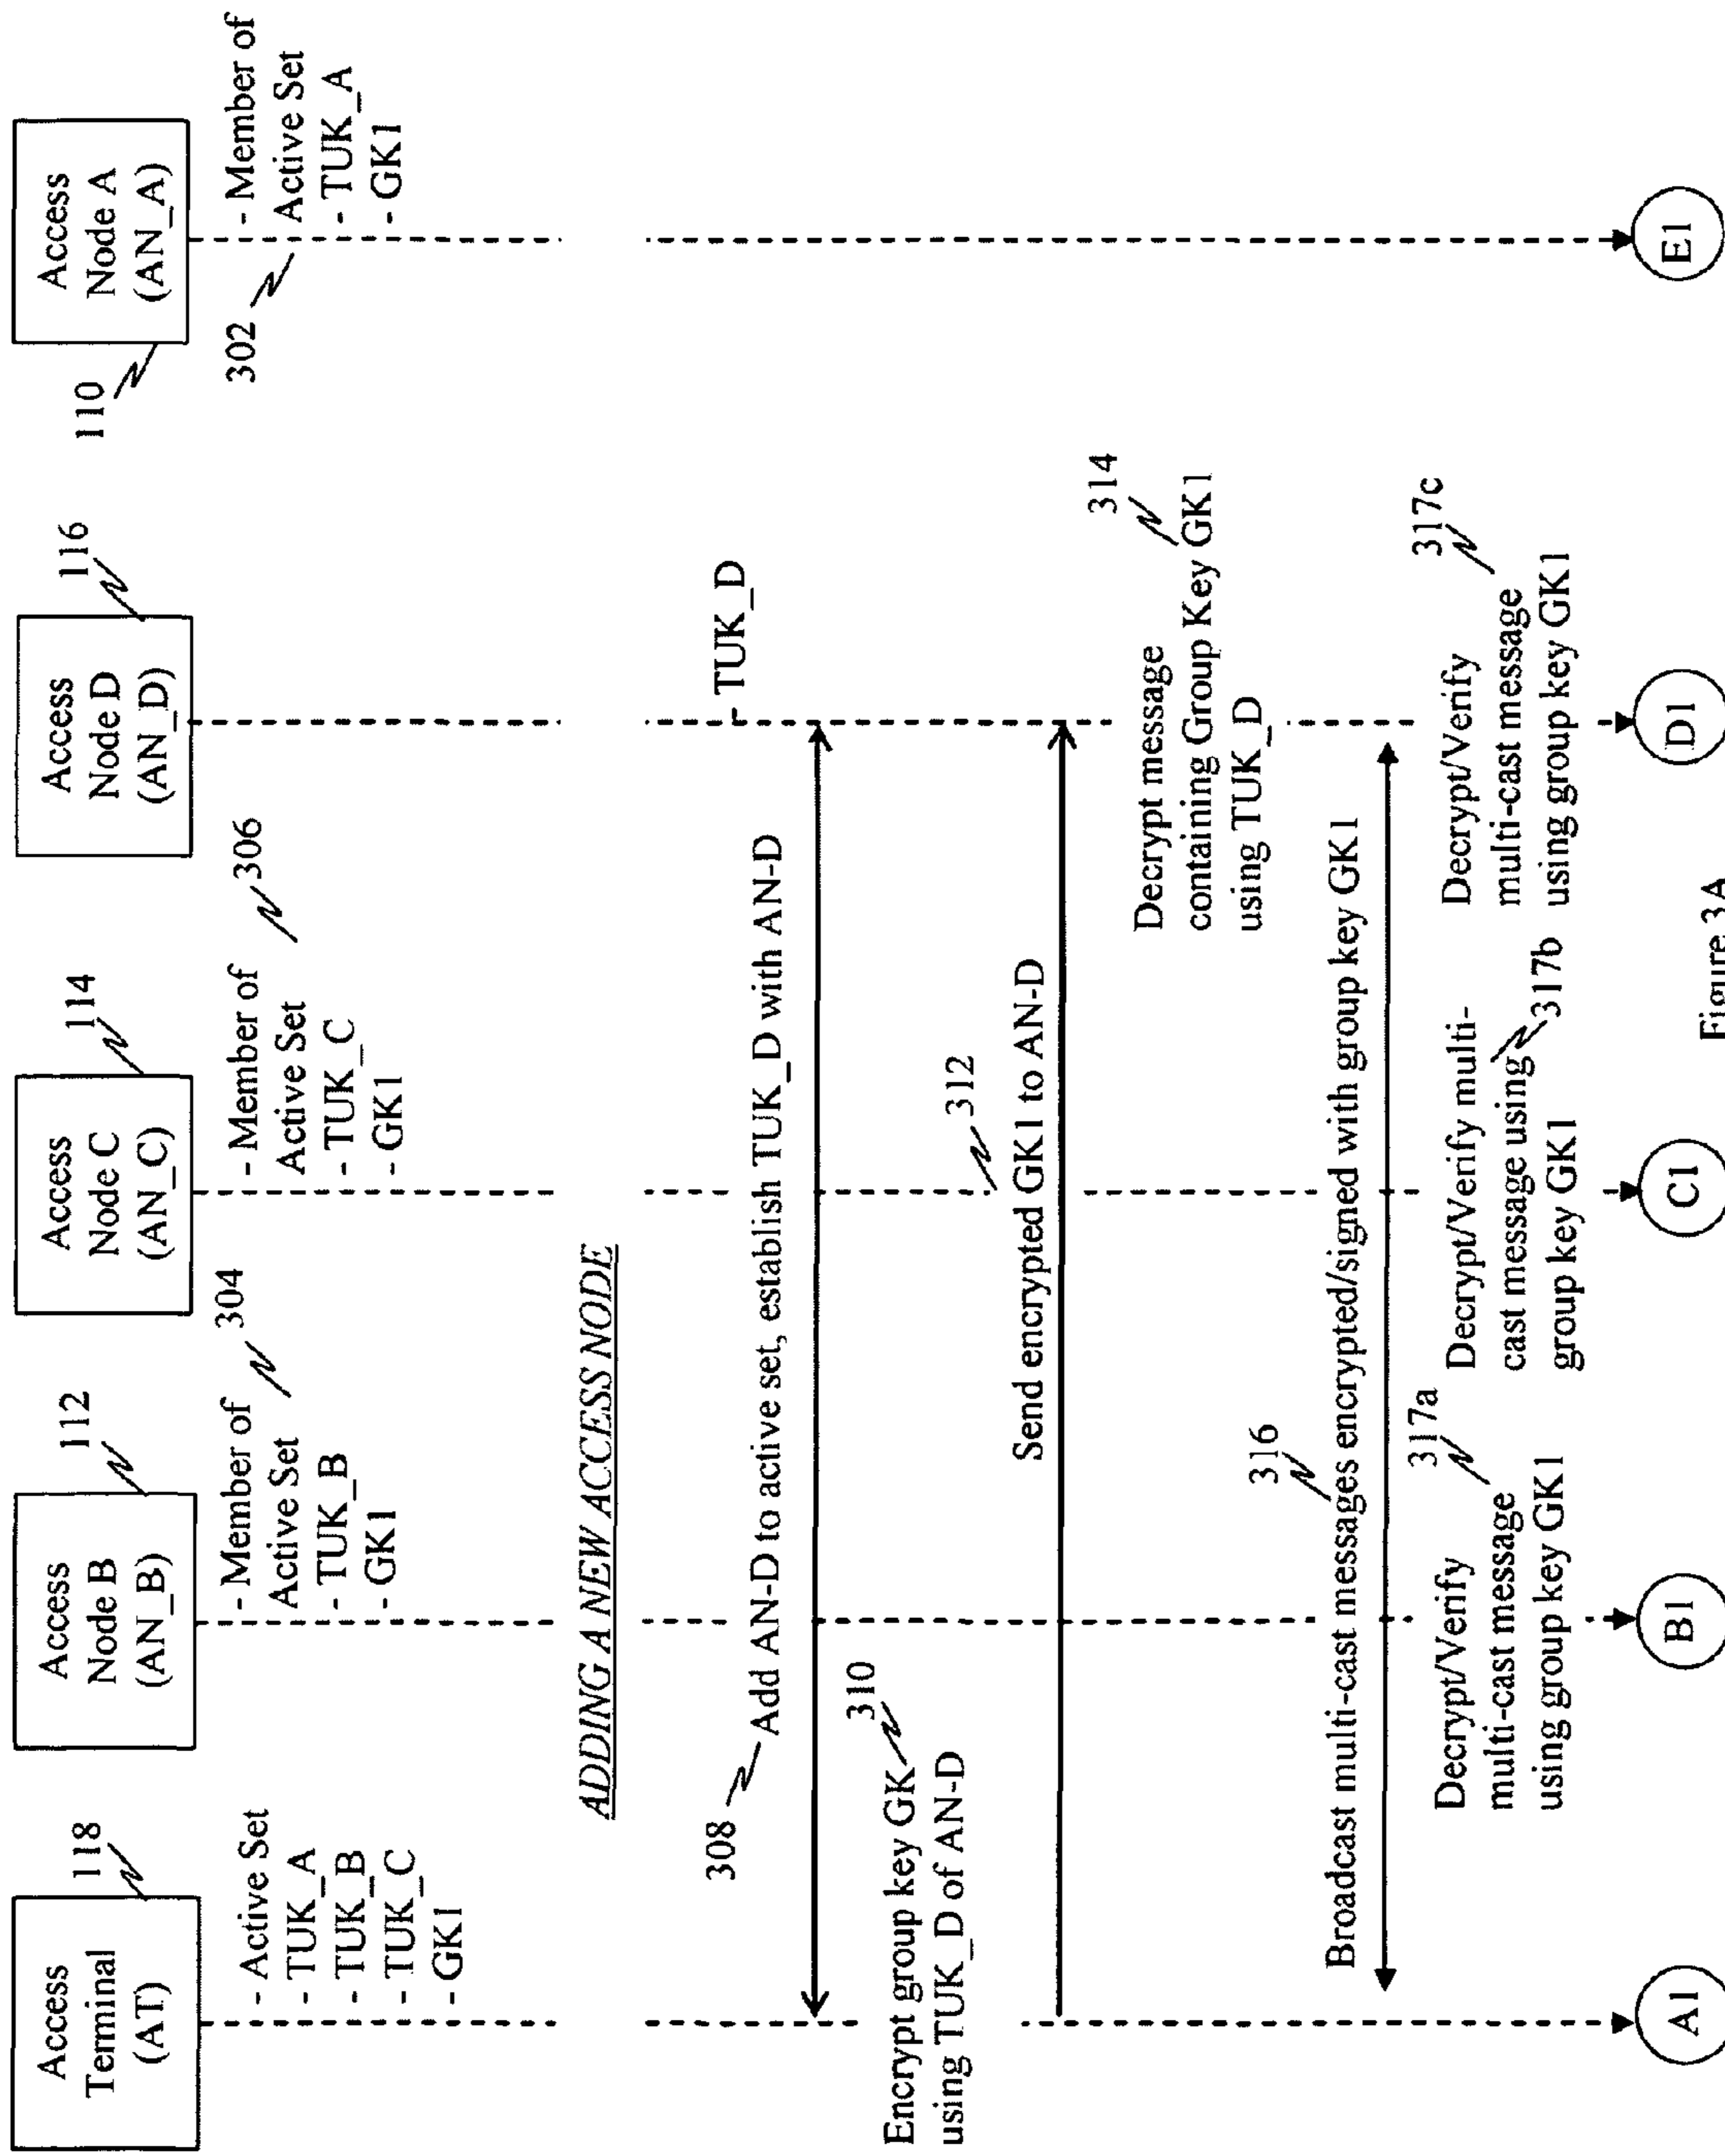 Access
Terminal
(AT)
118
Access
Node B
(AN_B)
112
Access
Node C
(AN_C)
114
Access
Node D
(AN_D)
116
Access
Node A
(AN_A)
110
- Active Set
- TUK_A
- TUK_B
- TUK_C
- GK1
- Member of
Active Set
- TUK_B
- GK1
304
- Member of
Active Set
- TUK_C
- GK1
306
- Member of
Active Set
- TUK_A
- GK1
302
ADDING A NEW ACCESS NODE
- TUK_D
308
Add AN-D to active set, establish TUK_D with AN-D
310
Encrypt group key GK
using TUK_D of AN-D
312
Send encrypted GK1 to AN-D
314
Decrypt message
containing Group Key GK1
using TUK_D
316
Broadcast multi-cast messages encrypted/signed with group key GK1
317a
Decrypt/Verify
multi-cast message
using group key GK1
Decrypt/Verify multi-
cast message using
group key GK1
317b
317c
Decrypt/Verify
multi-cast message
using group key GK1
A1
B1
C1
D1
E1
Figure 3A